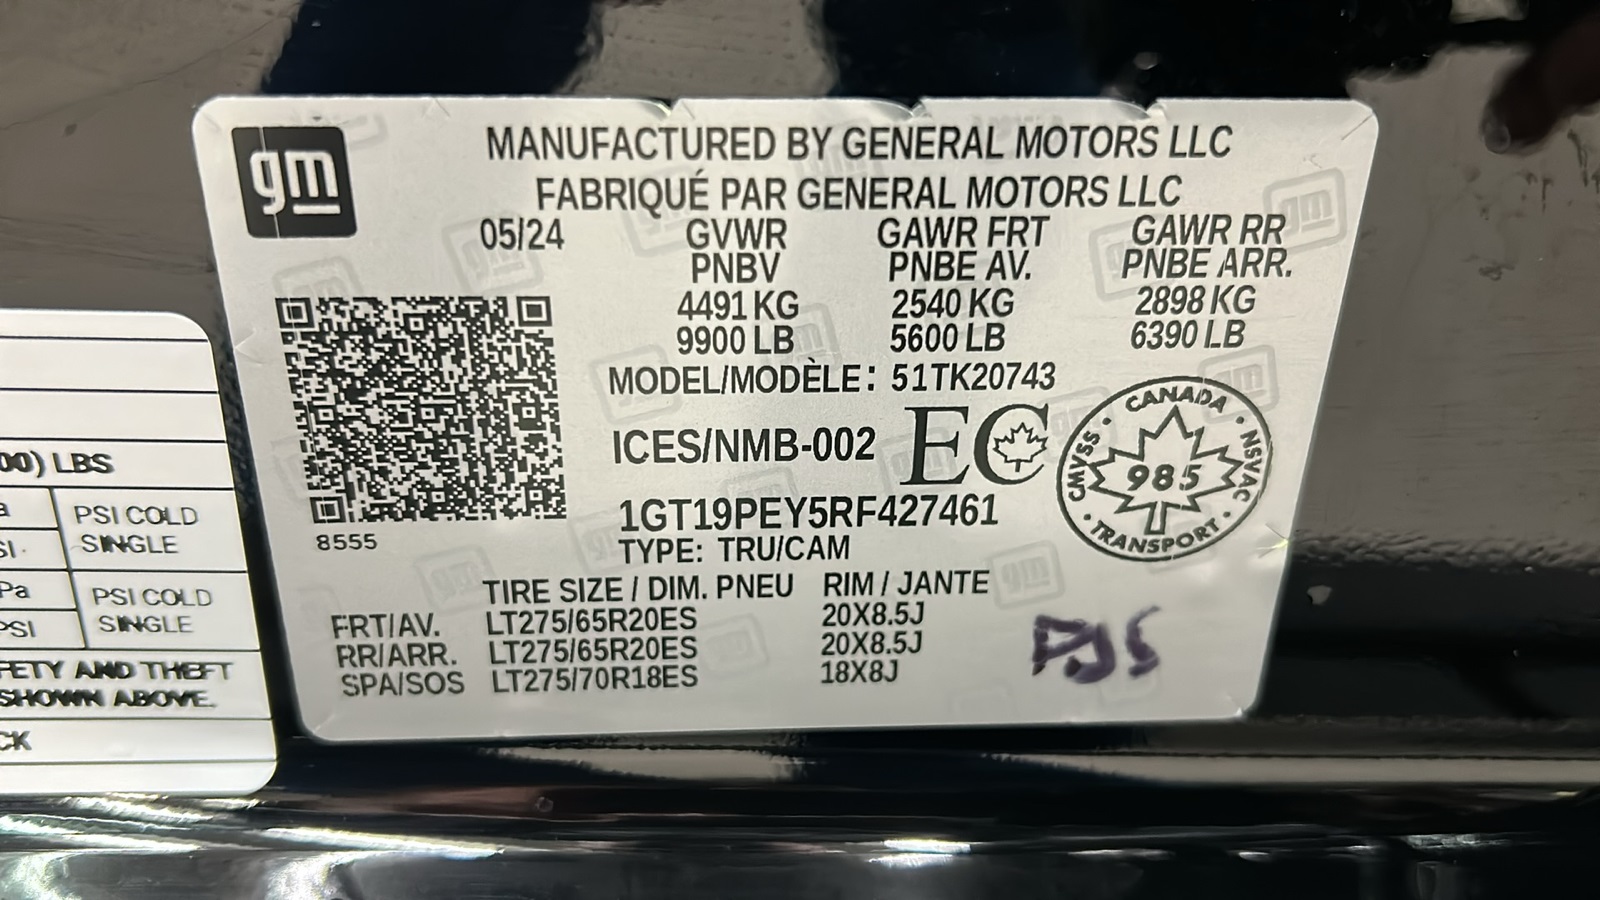 gm
MANUFACTURED BY GENERAL MOTORS LLC
FABRIQUÉ PAR GENERAL MOTORS LLC
05/24 GVWR GAWR FRT GAWR RR
PNBV PNBE AV. PNBE ARR.
4491 KG 2540 KG 2898 KG
9900 LB 5600 LB 6390 LB
MODEL/MODÈLE: 51TK20743
ICES/NMB-002 EC
CANADA
CMVSS 985 NSVAC
TRANSPORT
1GT19PEY5RF427461
8555
TYPE: TRU/CAM
TIRE SIZE / DIM. PNEU RIM / JANTE
FRT/AV. LT275/65R20ES 20X8.5J
RR/ARR. LT275/65R20ES 20X8.5J
SPA/SOS LT275/70R18ES 18X8J
00) LBS
PSI COLD
SINGLE
Pa PSI COLD
PSI SINGLE
FETY AND THEFT
SHOWN ABOVE.
CK